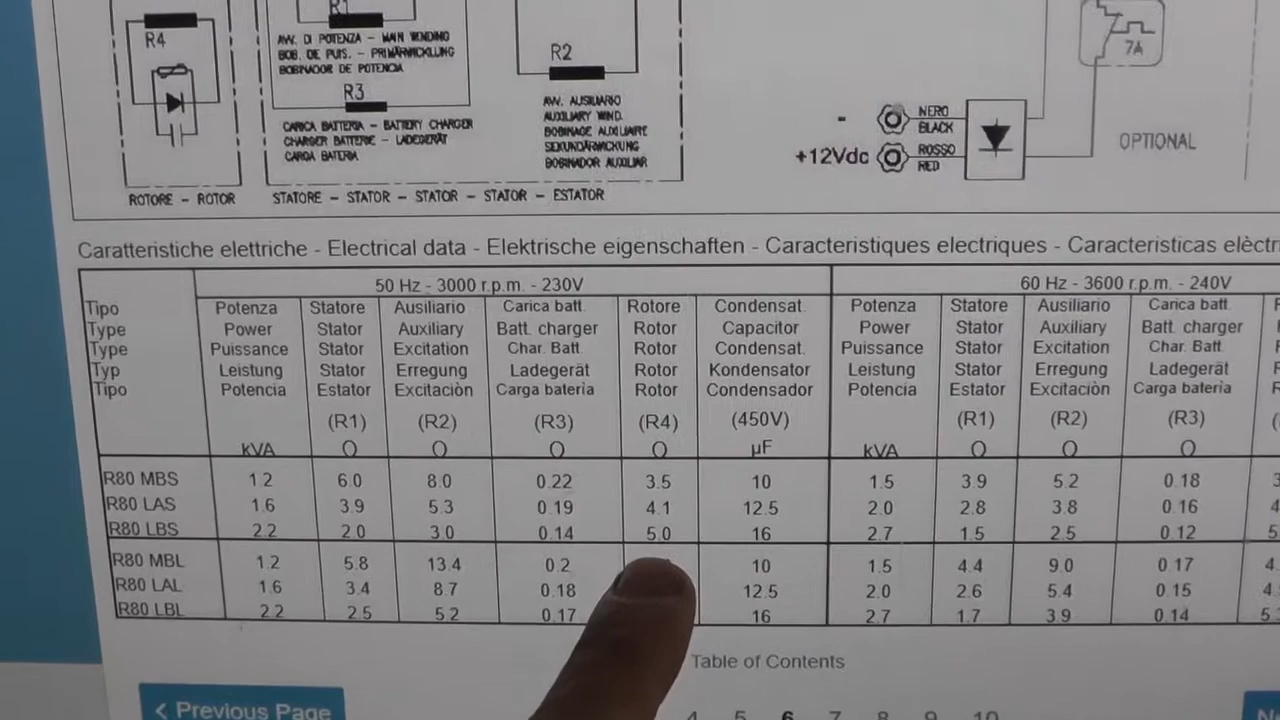 R1
R4
AVV. DI POTENZA - MAIN WINDING
BOB. DE PUIS. - PRIMÄRWICKLUNG
BOBINADOR DE POTENCIA
R3
CARICA BATTERIA - BATTERY CHARGER
CHARGER BATTERIE - LADEGERÄT
CARGA BATERIA
R2
AVV. AUSILIARIO
AUXILIARY WIND.
BOBINAGE AUXILIAIRE
SEKUNDÄRWICKUNG
BOBINADOR AUXILIAR
7A
-
NERO
BLACK
+12Vdc
ROSSO
RED
OPTIONAL
ROTORE - ROTOR
STATORE - STATOR - STATOR - STATOR - ESTATOR
Caratteristiche elettriche - Electrical data - Elektrische eigenschaften - Caracteristiques electriques - Caracteristicas elèctr
50 Hz - 3000 r.p.m. - 230V 60 Hz - 3600 r.p.m. - 240V
Tipo Potenza Statore Ausiliario Carica batt. Rotore Condensat. Potenza Statore Ausiliario Carica batt.
Type Power Stator Auxiliary Batt. charger Rotor Capacitor Power Stator Auxiliary Batt. charger
Type Puissance Stator Excitation Char. Batt. Rotor Condensat. Puissance Stator Excitation Char. Batt.
Typ Leistung Stator Erregung Ladegerät Rotor Kondensator Leistung Stator Erregung Ladegerät
Tipo Potencia Estator Excitaciòn Carga baterìa Rotor Condensador Potencia Estator Excitaciòn Carga baterìa
(R1) (R2) (R3) (R4) (450V) (R1) (R2) (R3)
kVA Ω Ω Ω Ω µF kVA Ω Ω Ω
R80 MBS 1.2 6.0 8.0 0.22 3.5 10 1.5 3.9 5.2 0.18 3
R80 LAS 1.6 3.9 5.3 0.19 4.1 12.5 2.0 2.8 3.8 0.16 4
R80 LBS 2.2 2.0 3.0 0.14 5.0 16 2.7 1.5 2.5 0.12 5
R80 MBL 1.2 5.8 13.4 0.2 10 1.5 4.4 9.0 0.17 4.
R80 LAL 1.6 3.4 8.7 0.18 12.5 2.0 2.6 5.4 0.15 4.
R80 LBL 2.2 2.5 5.2 0.17 16 2.7 1.7 3.9 0.14 5.
Table of Contents
< Previous Page
4 5 6 7 8 9 10